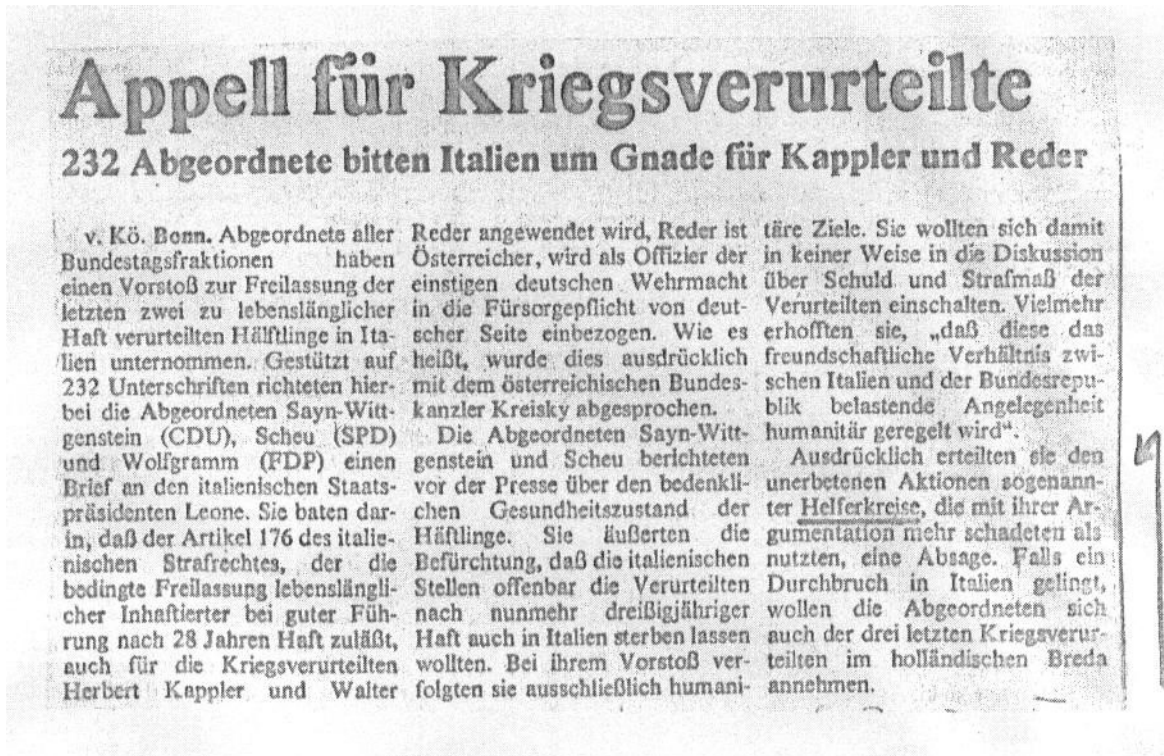 Appell für Kriegsverurteilte
232 Abgeordnete bitten Italien um Gnade für Kappler und Reder
v. Kö. Bonn. Abgeordnete aller
Bundestagsfraktionen haben
einen Vorstoß zur Freilassung der
letzten zwei zu lebenslänglicher
Haft verurteilten Hälftlinge in Ita-
lien unternommen. Gestützt auf
232 Unterschriften richteten hier-
bei die Abgeordneten Sayn-Witt-
genstein (CDU), Scheu (SPD)
und Wolfgramm (FDP) einen
Brief an den italienischen Staats-
präsidenten Leone. Sie baten dar-
in, daß der Artikel 176 des italie-
nischen Strafrechtes, der die
bedingte Freilassung lebenslängli-
cher Inhaftierter bei guter Füh-
rung nach 28 Jahren Haft zuläßt,
auch für die Kriegsverurteilten
Herbert Kappler und Walter
Reder angewendet wird, Reder ist
Österreicher, wird als Offizier der
einstigen deutschen Wehrmacht
in die Fürsorgepflicht von deut-
scher Seite einbezogen. Wie es
heißt, wurde dies ausdrücklich
mit dem österreichischen Bundes-
kanzler Kreisky abgesprochen.
Die Abgeordneten Sayn-Witt-
genstein und Scheu berichteten
vor der Presse über den bedenkli-
chen Gesundheitszustand der
Häftlinge. Sie äußerten die
Befürchtung, daß die italienischen
Stellen offenbar die Verurteilten
nach nunmehr dreißigjähriger
Haft auch in Italien sterben lassen
wollten. Bei ihrem Vorstoß ver-
folgten sie ausschließlich humani-
täre Ziele. Sie wollten sich damit
in keiner Weise in die Diskussion
über Schuld und Strafmaß der
Verurteilten einschalten. Vielmehr
erhofften sie, „daß diese das
freundschaftliche Verhältnis zwi-
schen Italien und der Bundesrepu-
blik belastende Angelegenheit
humanitär geregelt wird“.
Ausdrücklich erteilten sie den
unerbetenen Aktionen sogenann-
ter Helferkreise, die mit ihrer Ar-
gumentation mehr schadeten als
nutzten, eine Absage. Falls ein
Durchbruch in Italien gelingt,
wollen die Abgeordneten sich
auch der drei letzten Kriegsverur-
teilten im holländischen Breda
annehmen.